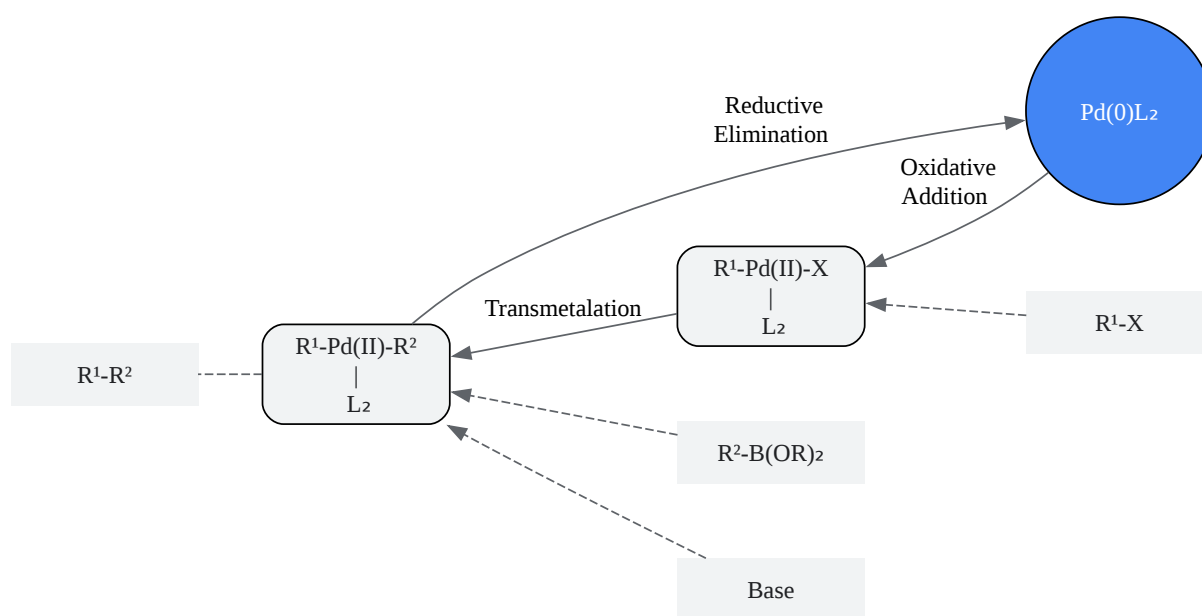 Reductive
Elimination
Pd(0)L₂
Oxidative
Addition
R¹-Pd(II)-X
|
L₂
Transmetalation
R¹-X
R¹-Pd(II)-R²
|
L₂
R¹-R²
R²-B(OR)₂
Base